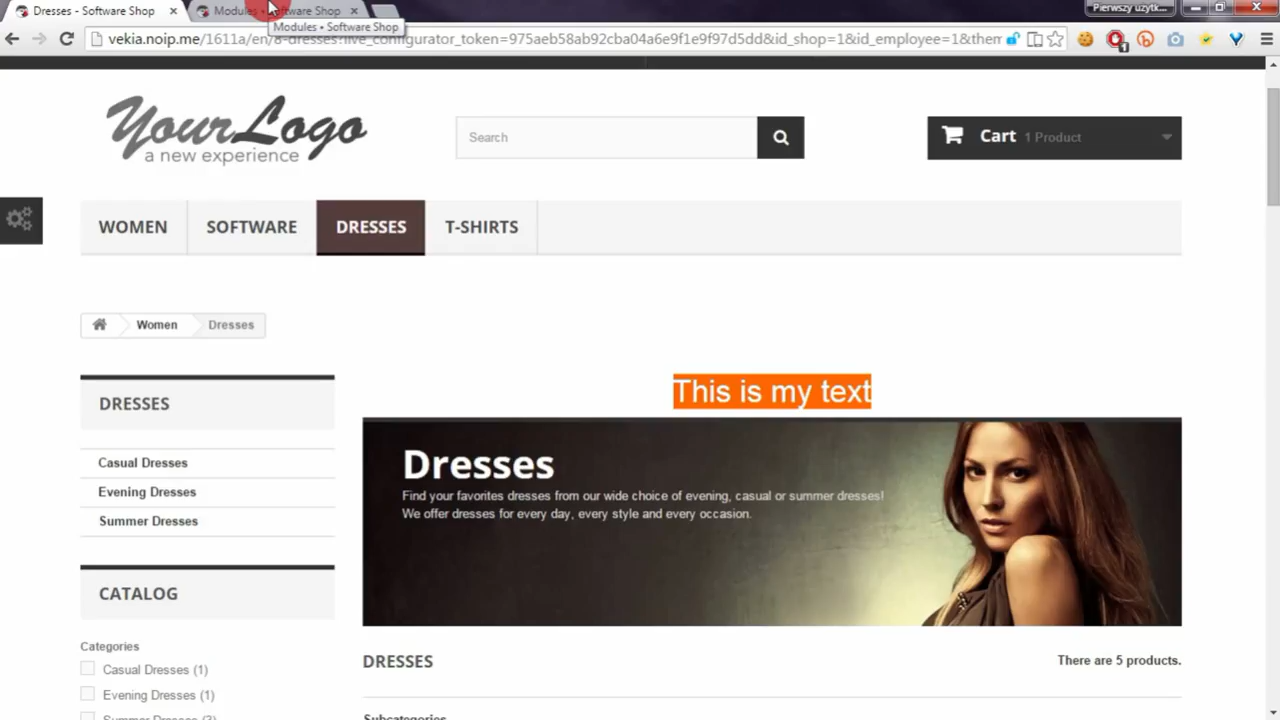 Dresses - Software Shop
Modules • Software Shop
Pierwszy użytk...
Modules • Software Shop
vekia.noip.me/1611a/en/8-dresses?live_configurator_token=975aeb58ab92cba04a6e9f1e9f97d5dd&id_shop=1&id_employee=1&them
YourLogo
a new experience
Search
Cart 1 Product
WOMEN
SOFTWARE
DRESSES
T-SHIRTS
Women
Dresses
DRESSES
This is my text
Casual Dresses
Evening Dresses
Summer Dresses
Dresses
Find your favorites dresses from our wide choice of evening, casual or summer dresses!
We offer dresses for every day, every style and every occasion.
CATALOG
Categories
Casual Dresses (1)
Evening Dresses (1)
DRESSES
There are 5 products.
Subcategories